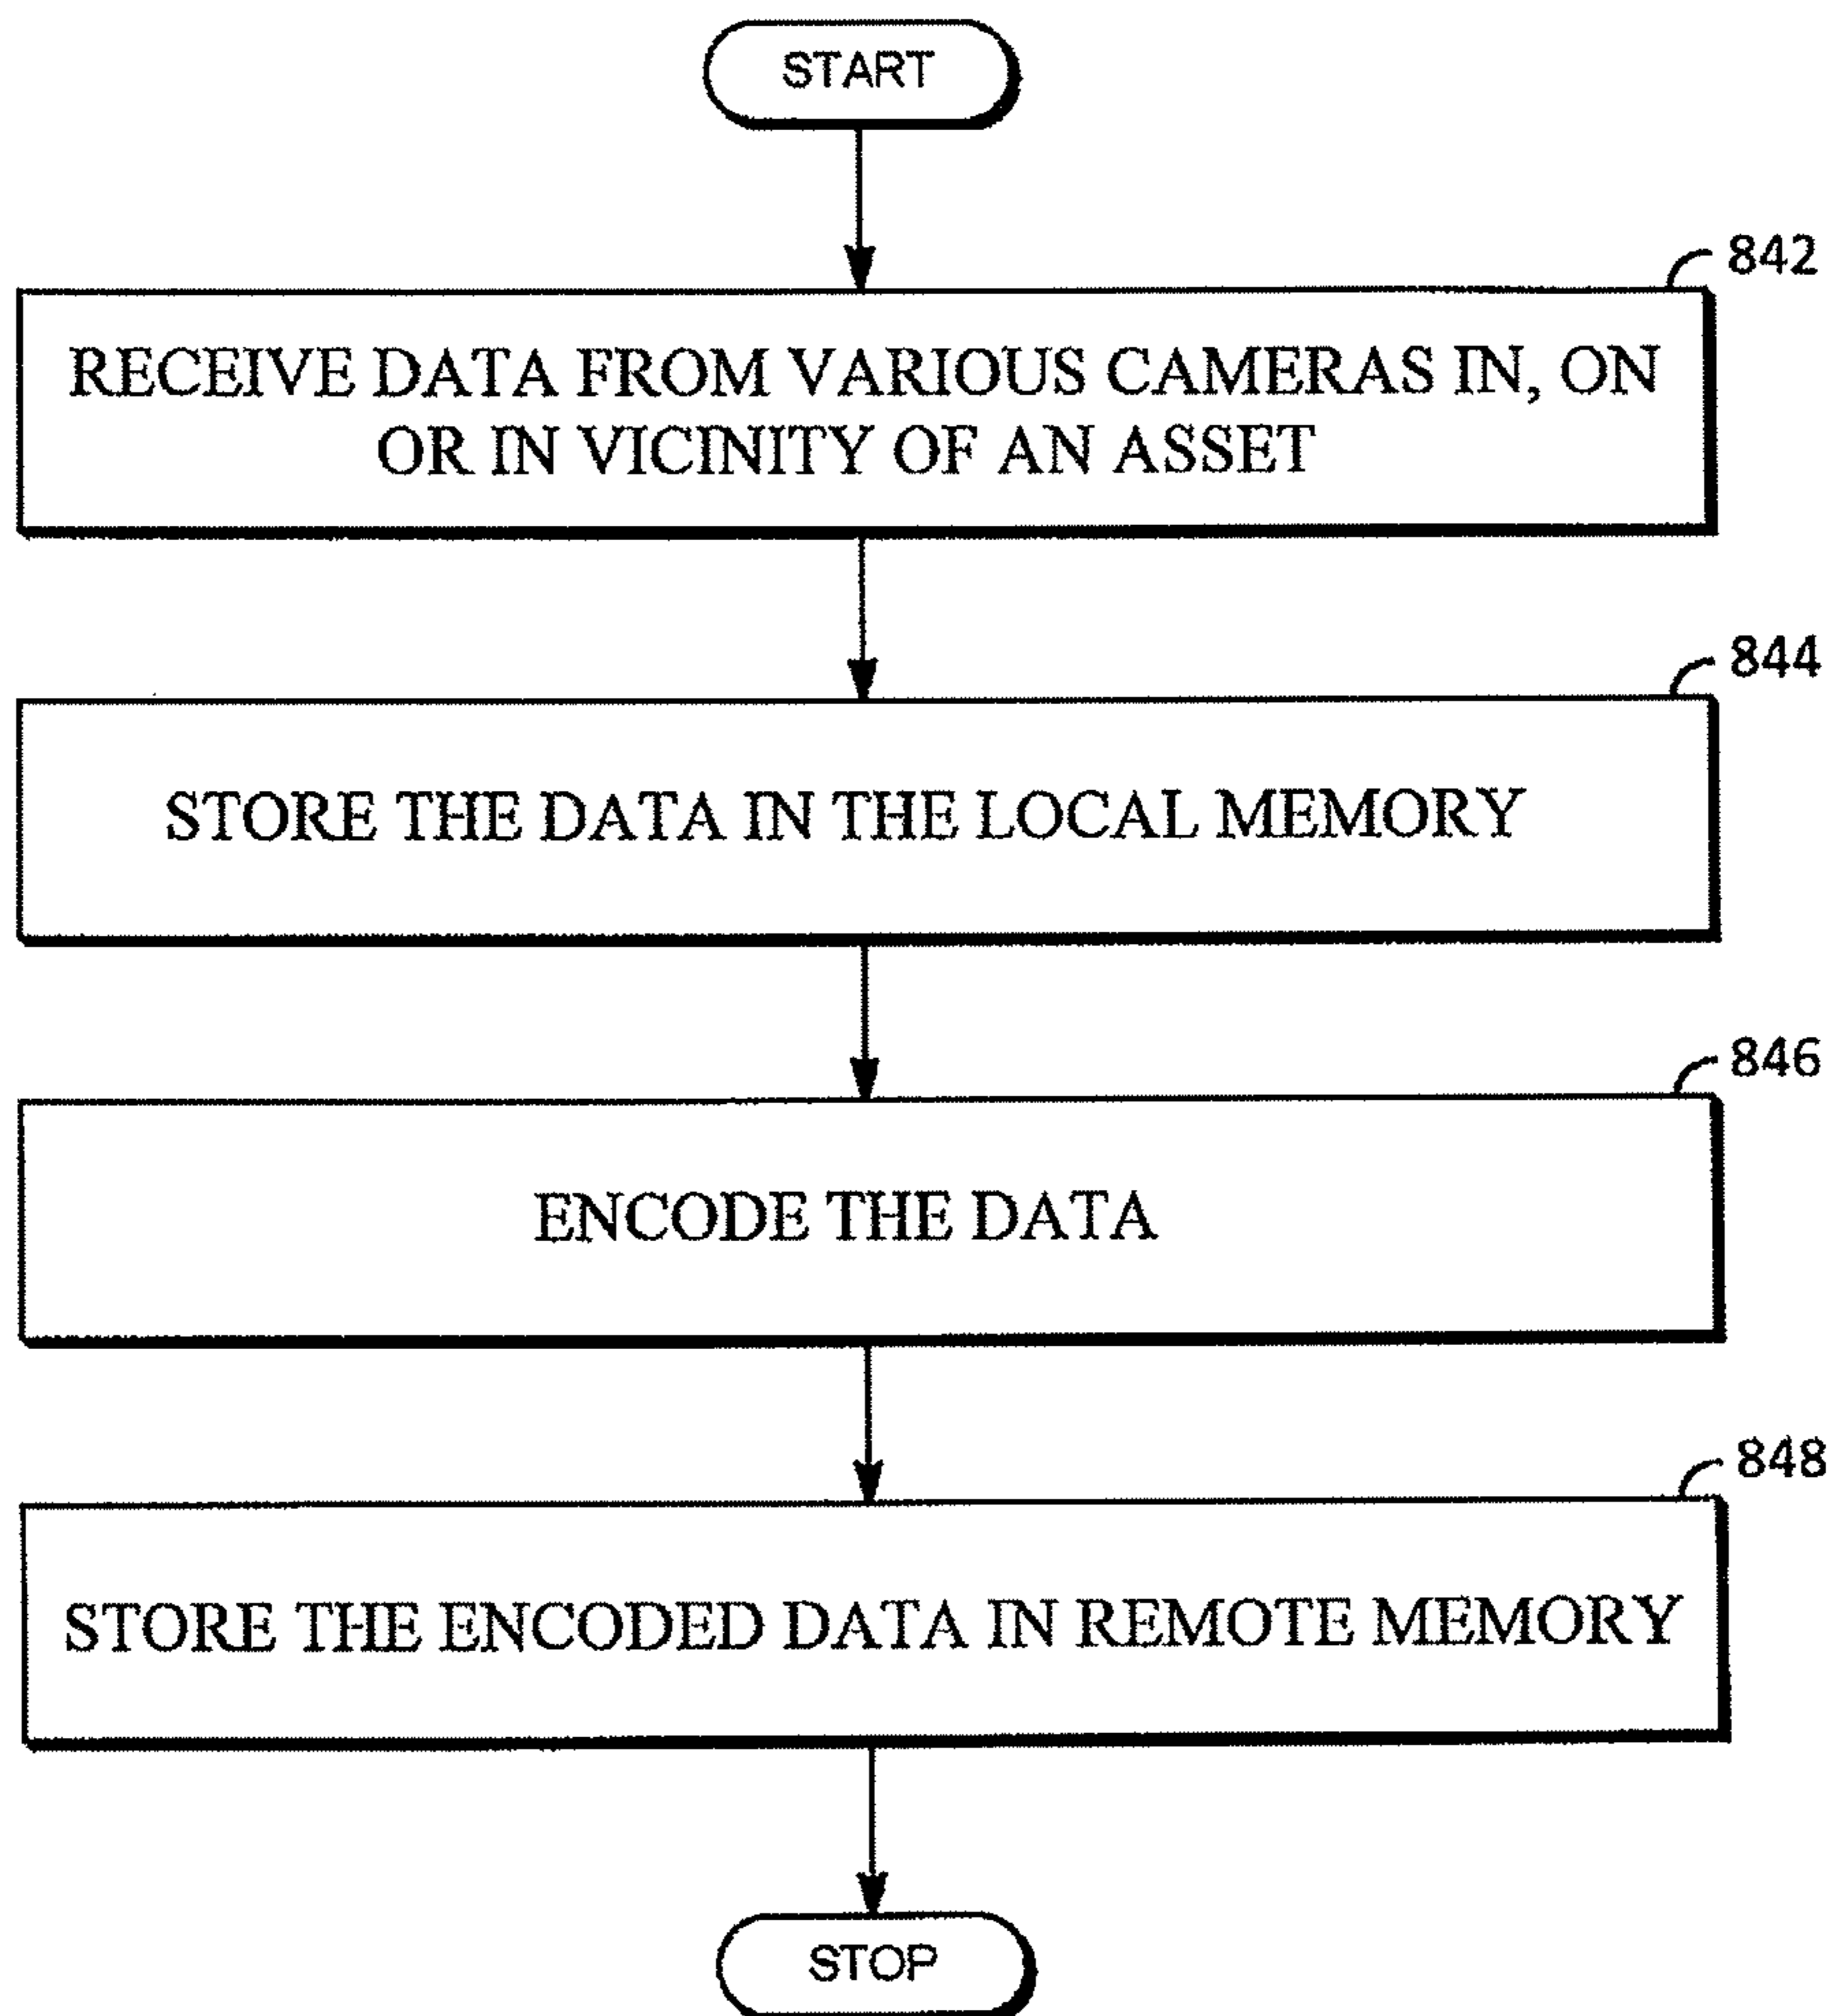 START
842
RECEIVE DATA FROM VARIOUS CAMERAS IN, ON
OR IN VICINITY OF AN ASSET
844
STORE THE DATA IN THE LOCAL MEMORY
846
ENCODE THE DATA
848
STORE THE ENCODED DATA IN REMOTE MEMORY
STOP